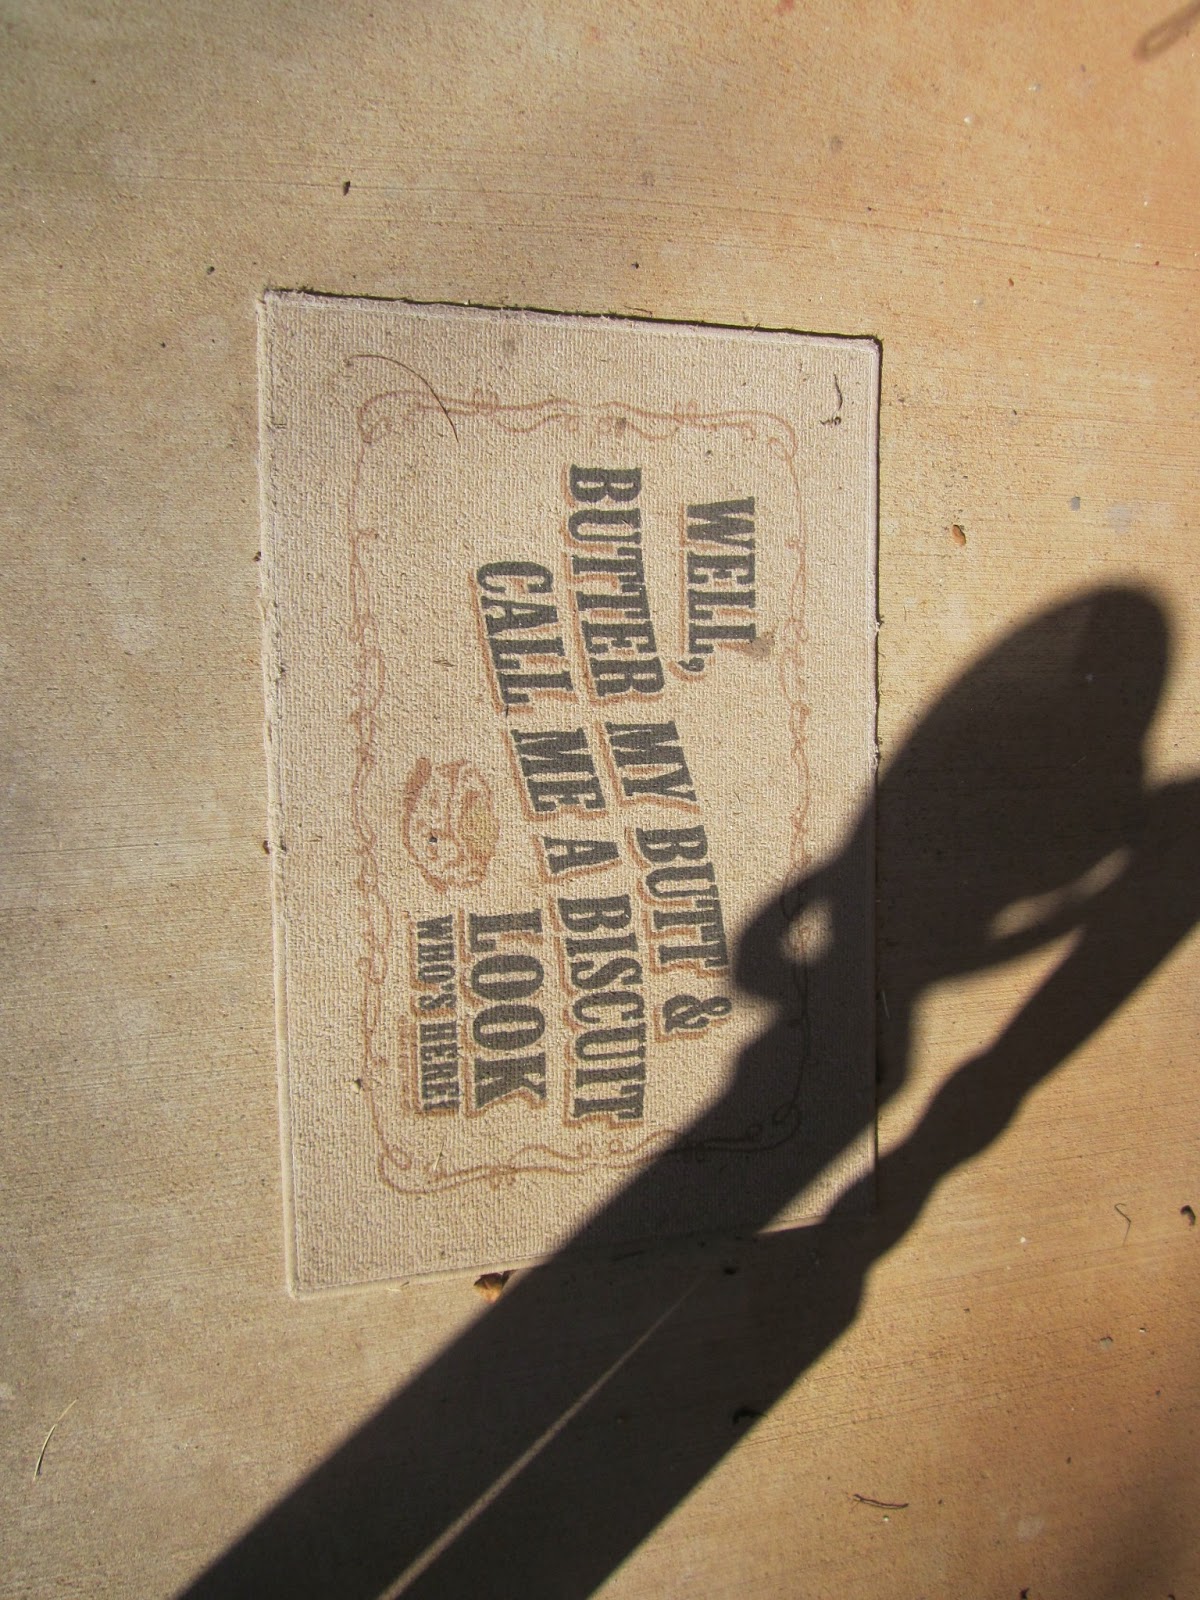 WELL,
BUTTER MY BUTT &
CALL ME A BISCUIT
LOOK
WHO'S HERE!